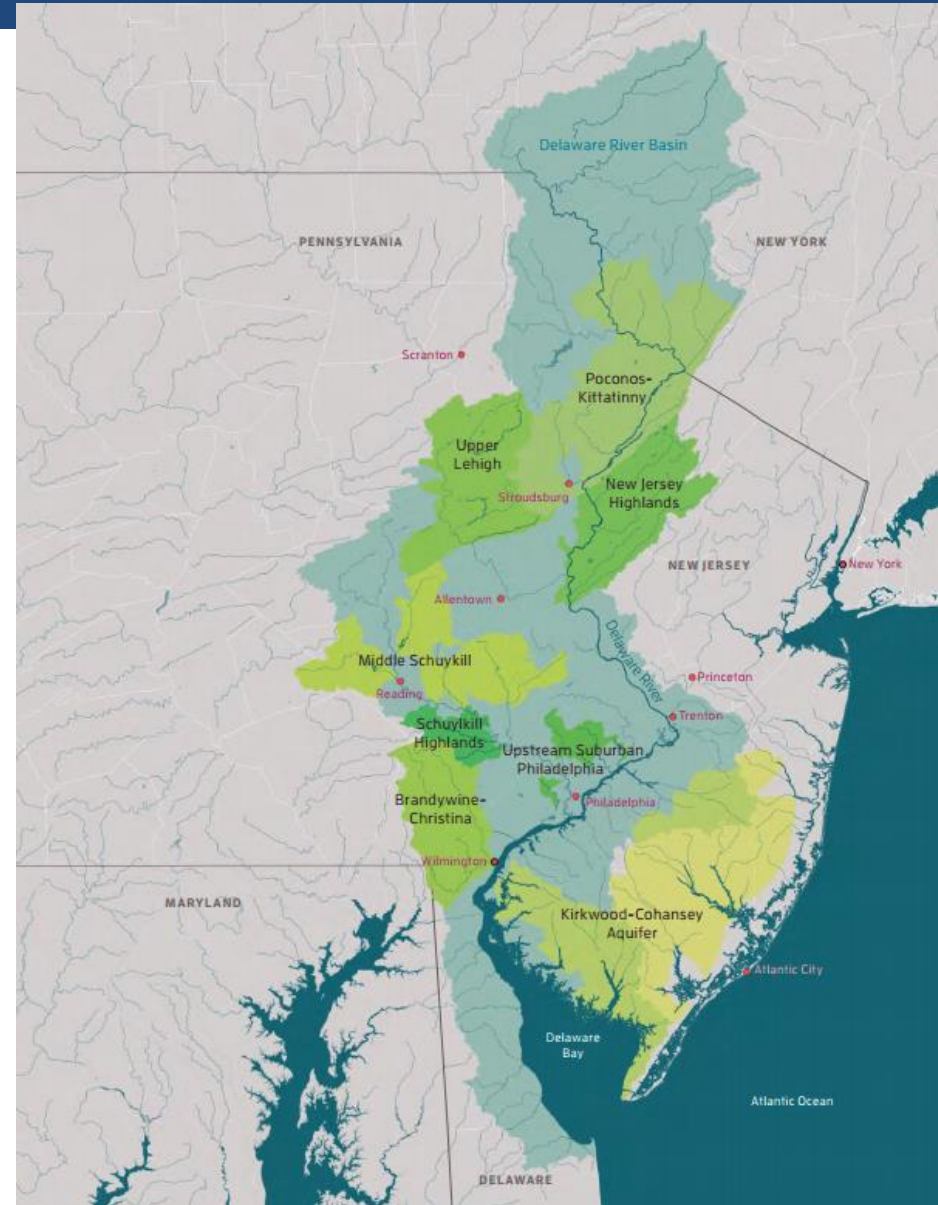 Delaware River Basin
PENNSYLVANIA
NEW YORK
Scranton
Poconos-
Kittatinny
Upper
Lehigh
Stroudsburg
New Jersey
Highlands
NEW JERSEY
New York
Allentown
Delaware River
Middle Schuykill
Reading
Princeton
Trenton
Schuylkill
Highlands
Upstream Suburban
Philadelphia
Brandywine-
Christina
Philadelphia
Wilmington
MARYLAND
Kirkwood-Cohansey
Aquifer
Atlantic City
Delaware
Bay
Atlantic Ocean
DELAWARE